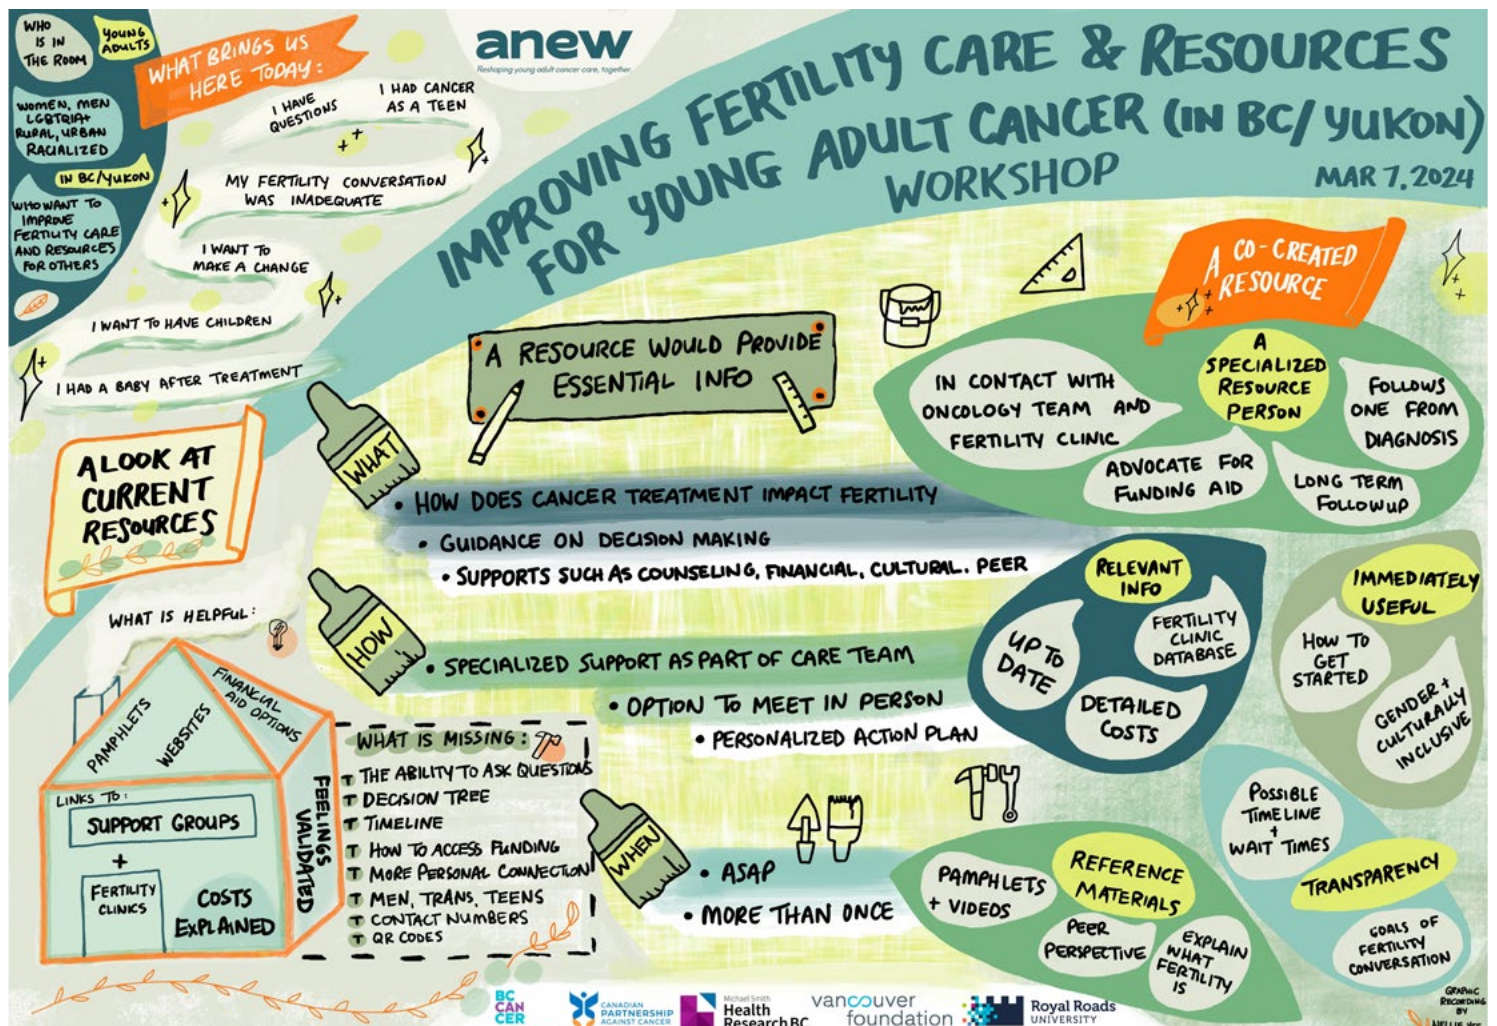 WHO
IS IN
THE ROOM
YOUNG
ADULTS
WOMEN, MEN
LGBTQIA+
RURAL, URBAN
RACIALIZED
IN BC/YUKON
WHO WANT TO
IMPROVE
FERTILITY CARE
AND RESOURCES
FOR OTHERS
WHAT BRINGS US
HERE TODAY:
I HAVE
QUESTIONS
I HAD CANCER
AS A TEEN
MY FERTILITY CONVERSATION
WAS INADEQUATE
I WANT TO
MAKE A CHANGE
I WANT TO HAVE CHILDREN
I HAD A BABY AFTER TREATMENT
anew
Reshaping young adult cancer care, together.
IMPROVING FERTILITY CARE & RESOURCES
FOR YOUNG ADULT CANCER (IN BC/YUKON)
WORKSHOP
MAR 7, 2024
A LOOK AT
CURRENT
RESOURCES
WHAT IS HELPFUL:
PAMPHLETS
WEBSITES
FINANCIAL
AID OPTIONS
LINKS TO:
SUPPORT GROUPS
+
FERTILITY
CLINICS
COSTS
EXPLAINED
FEELINGS
VALIDATED
WHAT IS MISSING:
THE ABILITY TO ASK QUESTIONS
DECISION TREE
TIMELINE
HOW TO ACCESS FUNDING
MORE PERSONAL CONNECTION
MEN, TRANS, TEENS
CONTACT NUMBERS
QR CODES
A RESOURCE WOULD PROVIDE
ESSENTIAL INFO
WHAT
• HOW DOES CANCER TREATMENT IMPACT FERTILITY
• GUIDANCE ON DECISION MAKING
• SUPPORTS SUCH AS COUNSELING, FINANCIAL, CULTURAL. PEER
HOW
• SPECIALIZED SUPPORT AS PART OF CARE TEAM
• OPTION TO MEET IN PERSON
• PERSONALIZED ACTION PLAN
WHEN
• ASAP
• MORE THAN ONCE
A CO-CREATED
RESOURCE
A
SPECIALIZED
RESOURCE
PERSON
IN CONTACT WITH
ONCOLOGY TEAM AND
FERTILITY CLINIC
FOLLOWS
ONE FROM
DIAGNOSIS
ADVOCATE FOR
FUNDING AID
LONG TERM
FOLLOWUP
RELEVANT
INFO
UP TO
DATE
FERTILITY
CLINIC
DATABASE
DETAILED
COSTS
IMMEDIATELY
USEFUL
HOW TO
GET
STARTED
GENDER +
CULTURALLY
INCLUSIVE
REFERENCE
MATERIALS
PAMPHLETS
+ VIDEOS
PEER
PERSPECTIVE
EXPLAIN
WHAT
FERTILITY
IS
POSSIBLE
TIMELINE
+
WAIT TIMES
TRANSPARENCY
GOALS OF
FERTILITY
CONVERSATION
BC
CAN
CER
CANADIAN
PARTNERSHIP
AGAINST CANCER
Michael Smith
Health
Research BC
vancouver
foundation
Royal Roads
UNIVERSITY
GRAPHIC
RECORDING
BY